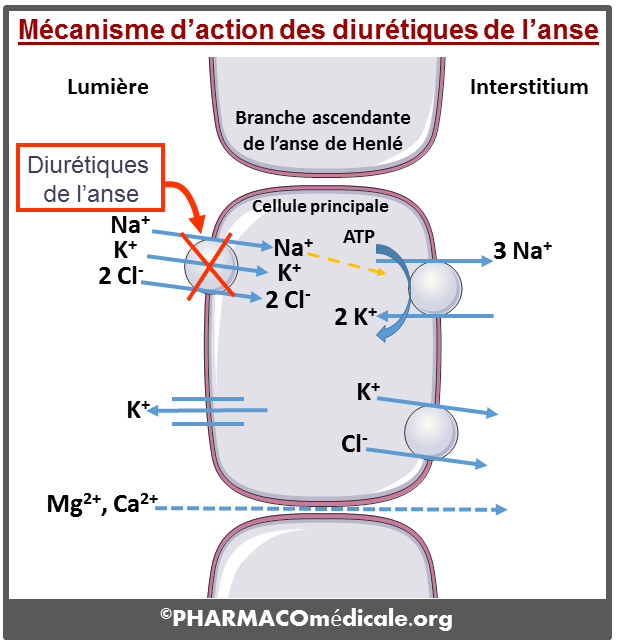 Mécanisme d’action des diurétiques de l’anse
Lumière
Interstitium
Branche ascendante
de l’anse de Henlé
Diurétiques
de l’anse
Cellule principale
Na⁺
K⁺
2 Cl⁻
Na⁺
K⁺
2 Cl⁻
ATP
3 Na⁺
2 K⁺
K⁺
K⁺
Cl⁻
Mg²⁺, Ca²⁺
©PHARMACOmédicale.org